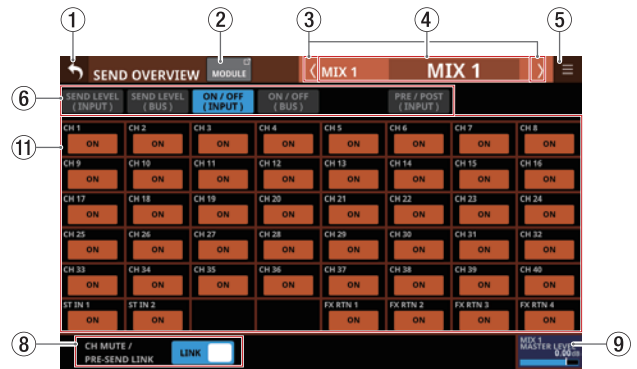 ① ② ③ ④ ⑤
SEND OVERVIEW MODULE MIX 1 MIX 1
⑥ SEND LEVEL (INPUT) SEND LEVEL (BUS) ON / OFF (INPUT) ON / OFF (BUS) PRE / POST (INPUT)
⑪
CH 1 CH 2 CH 3 CH 4 CH 5 CH 6 CH 7 CH 8
ON ON ON ON ON ON ON ON
CH 9 CH 10 CH 11 CH 12 CH 13 CH 14 CH 15 CH 16
ON ON ON ON ON ON ON ON
CH 17 CH 18 CH 19 CH 20 CH 21 CH 22 CH 23 CH 24
ON ON ON ON ON ON ON ON
CH 25 CH 26 CH 27 CH 28 CH 29 CH 30 CH 31 CH 32
ON ON ON ON ON ON ON ON
CH 33 CH 34 CH 35 CH 36 CH 37 CH 38 CH 39 CH 40
ON ON ON ON ON ON ON ON
ST IN 1 ST IN 2 FX RTN 1 FX RTN 2 FX RTN 3 FX RTN 4
ON ON ON ON ON ON
⑧ CH MUTE /
PRE-SEND LINK LINK
MIX 1
MASTER LEVEL
0.00 dB
⑨